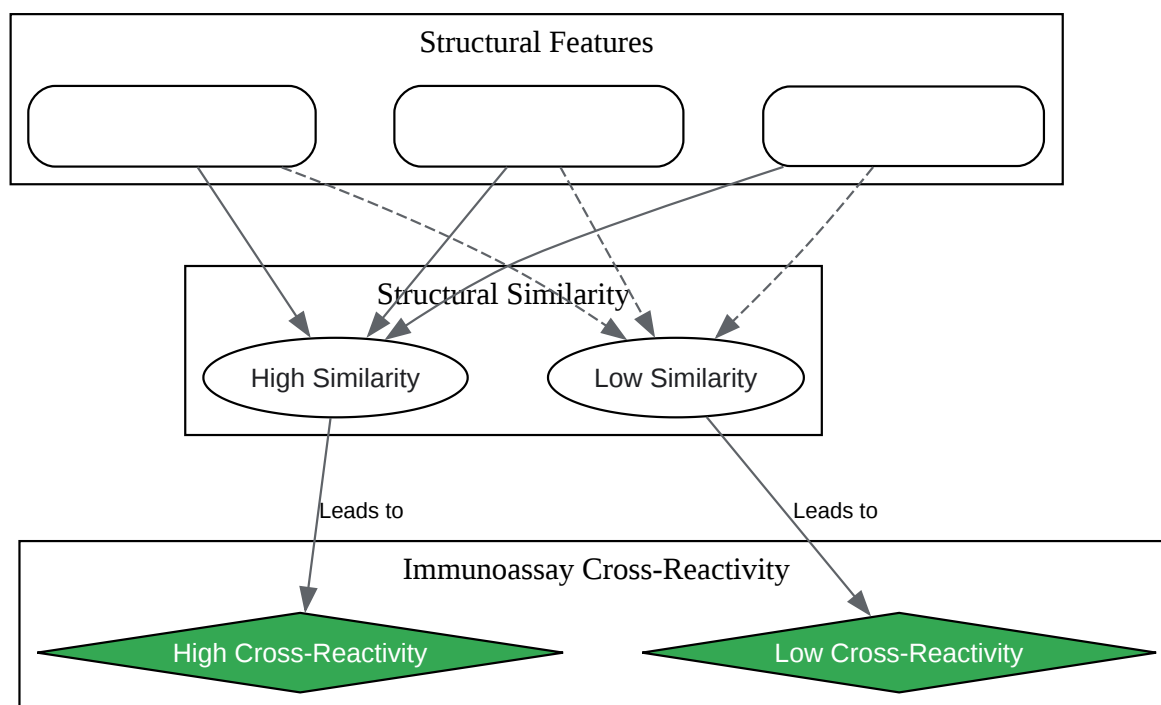 Structural Features
Structural Similarity
High Similarity
Low Similarity
Leads to
Leads to
Immunoassay Cross-Reactivity
High Cross-Reactivity
Low Cross-Reactivity